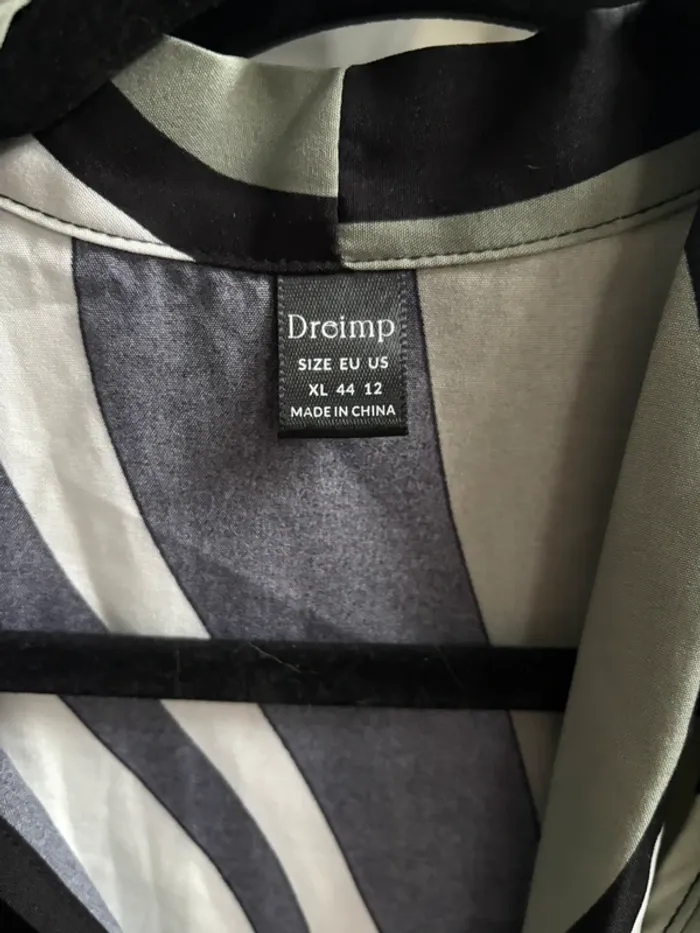 Dreimp
SIZE EU US
XL 44 12
MADE IN CHINA